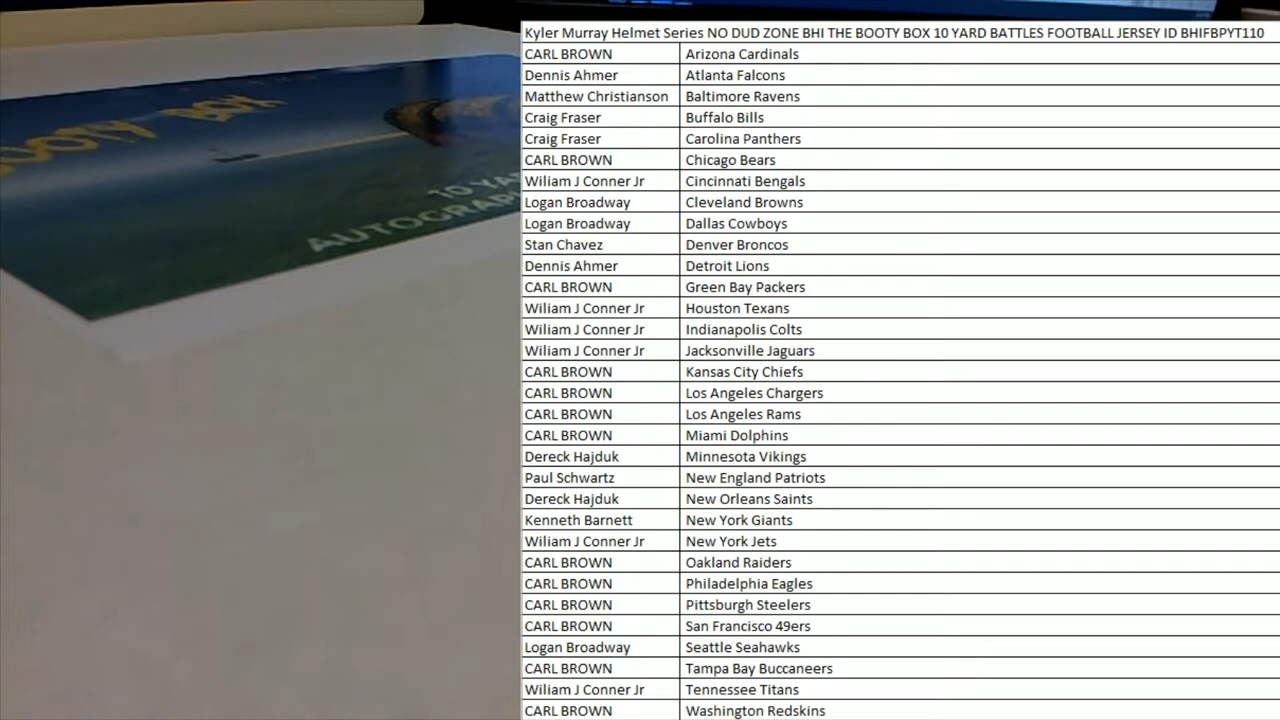 BOOTY BOX
10 YA
AUTOGRAP
Kyler Murray Helmet Series NO DUD ZONE BHI THE BOOTY BOX 10 YARD BATTLES FOOTBALL JERSEY ID BHIFBPYT110
CARL BROWN Arizona Cardinals
Dennis Ahmer Atlanta Falcons
Matthew Christianson Baltimore Ravens
Craig Fraser Buffalo Bills
Craig Fraser Carolina Panthers
CARL BROWN Chicago Bears
Wiliam J Conner Jr Cincinnati Bengals
Logan Broadway Cleveland Browns
Logan Broadway Dallas Cowboys
Stan Chavez Denver Broncos
Dennis Ahmer Detroit Lions
CARL BROWN Green Bay Packers
Wiliam J Conner Jr Houston Texans
Wiliam J Conner Jr Indianapolis Colts
Wiliam J Conner Jr Jacksonville Jaguars
CARL BROWN Kansas City Chiefs
CARL BROWN Los Angeles Chargers
CARL BROWN Los Angeles Rams
CARL BROWN Miami Dolphins
Dereck Hajduk Minnesota Vikings
Paul Schwartz New England Patriots
Dereck Hajduk New Orleans Saints
Kenneth Barnett New York Giants
Wiliam J Conner Jr New York Jets
CARL BROWN Oakland Raiders
CARL BROWN Philadelphia Eagles
CARL BROWN Pittsburgh Steelers
CARL BROWN San Francisco 49ers
Logan Broadway Seattle Seahawks
CARL BROWN Tampa Bay Buccaneers
Wiliam J Conner Jr Tennessee Titans
CARL BROWN Washington Redskins